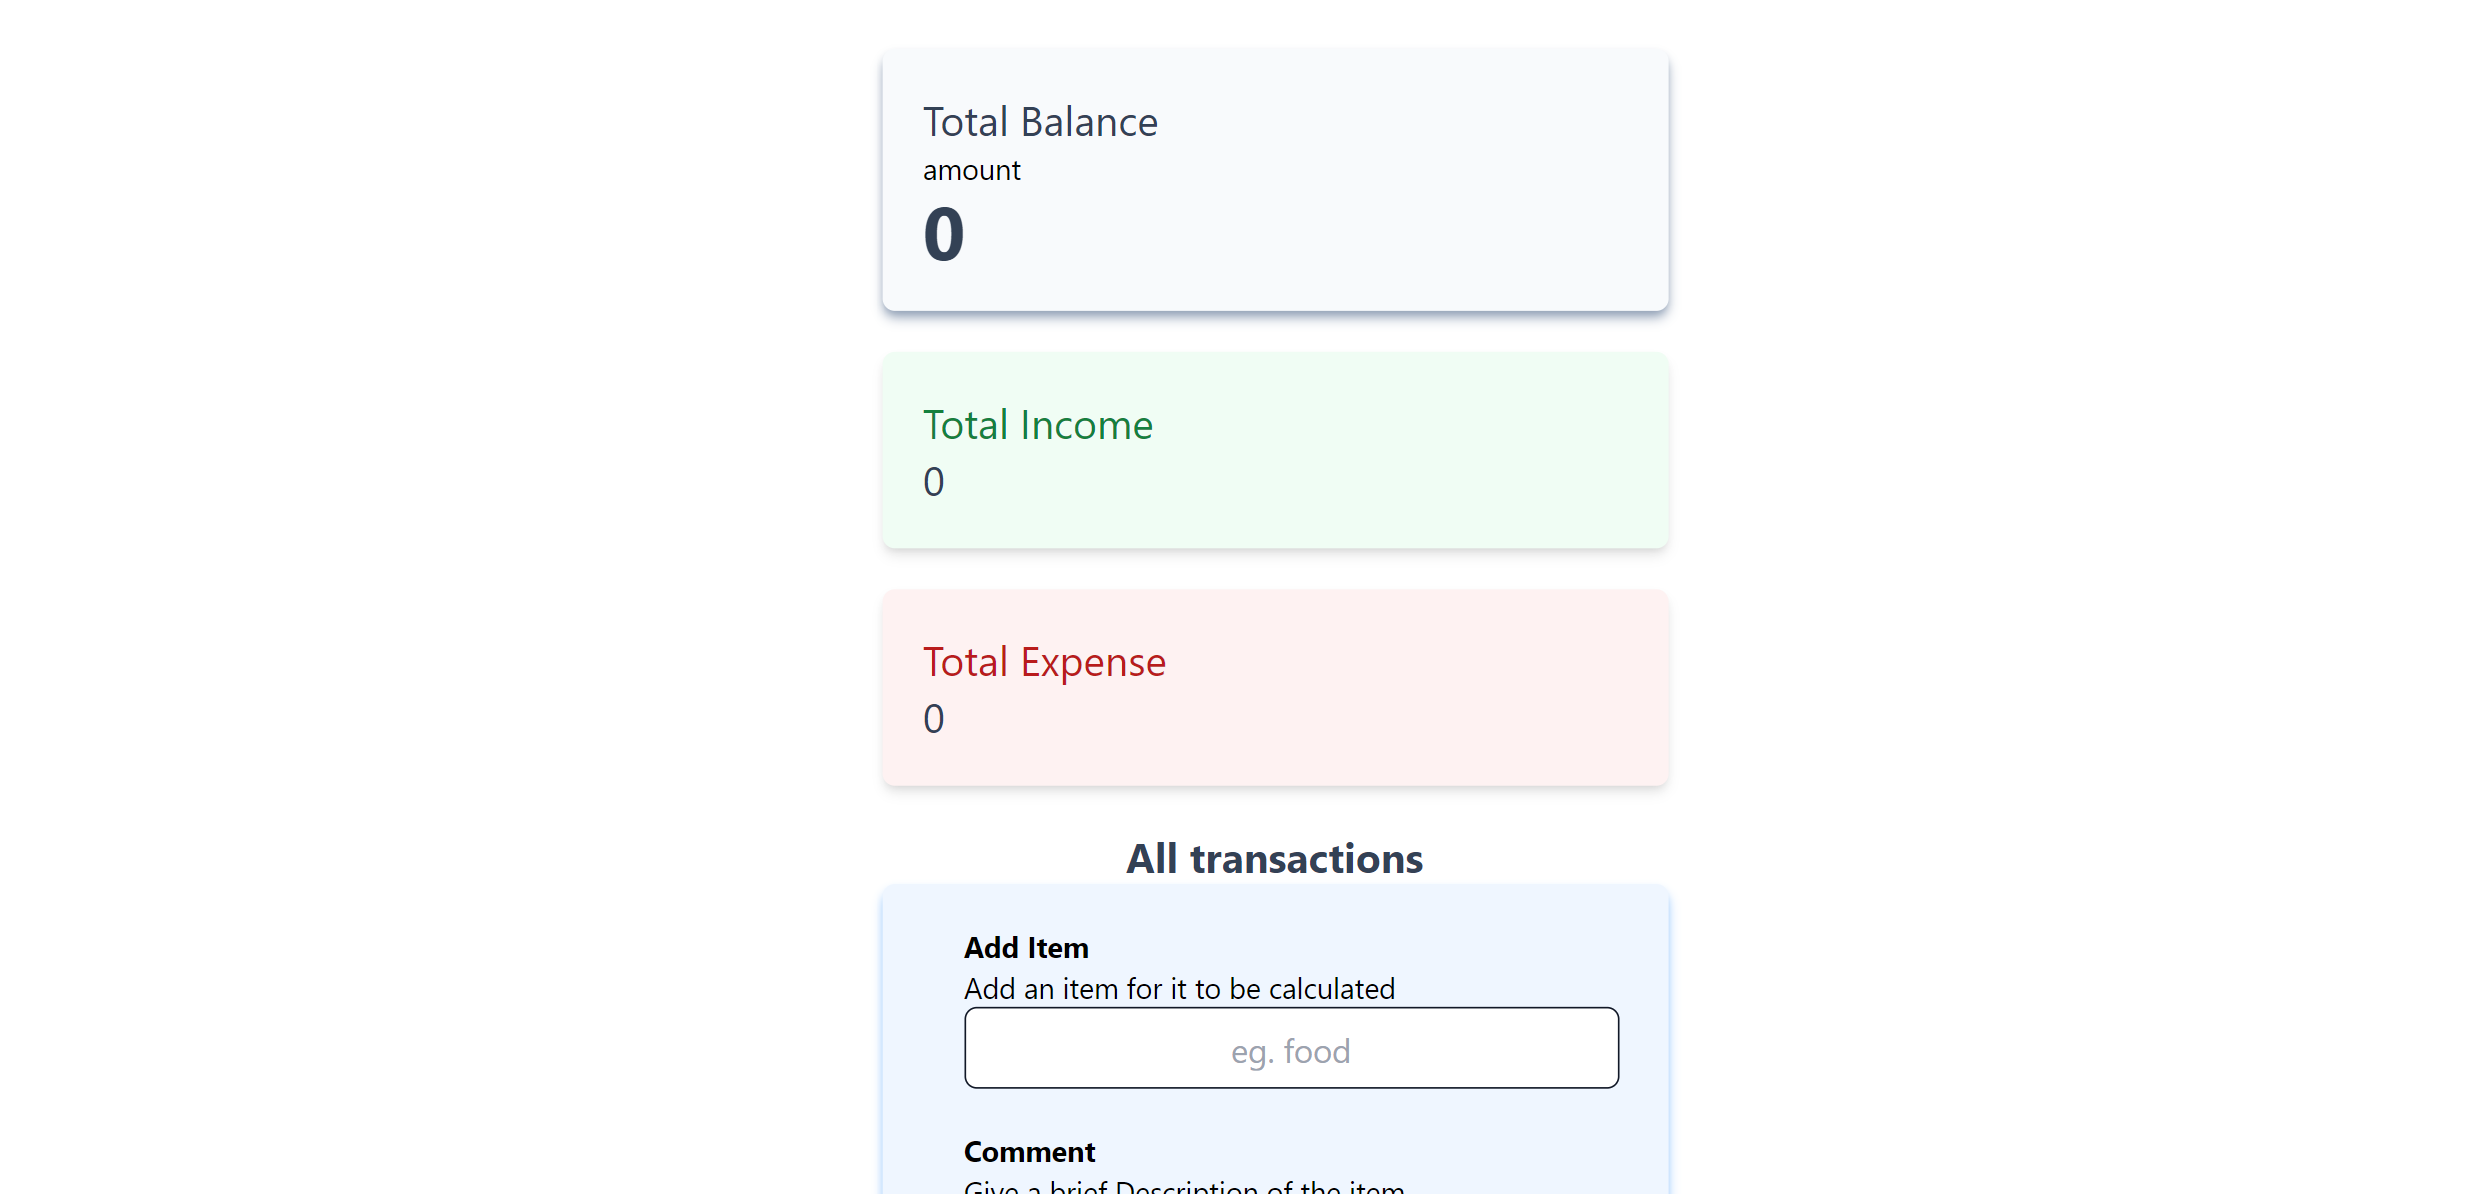 Total Balance
amount
0
Total Income
0
Total Expense
0
All transactions
Add Item
Add an item for it to be calculated
eg. food
Comment
Give a brief Description of the item